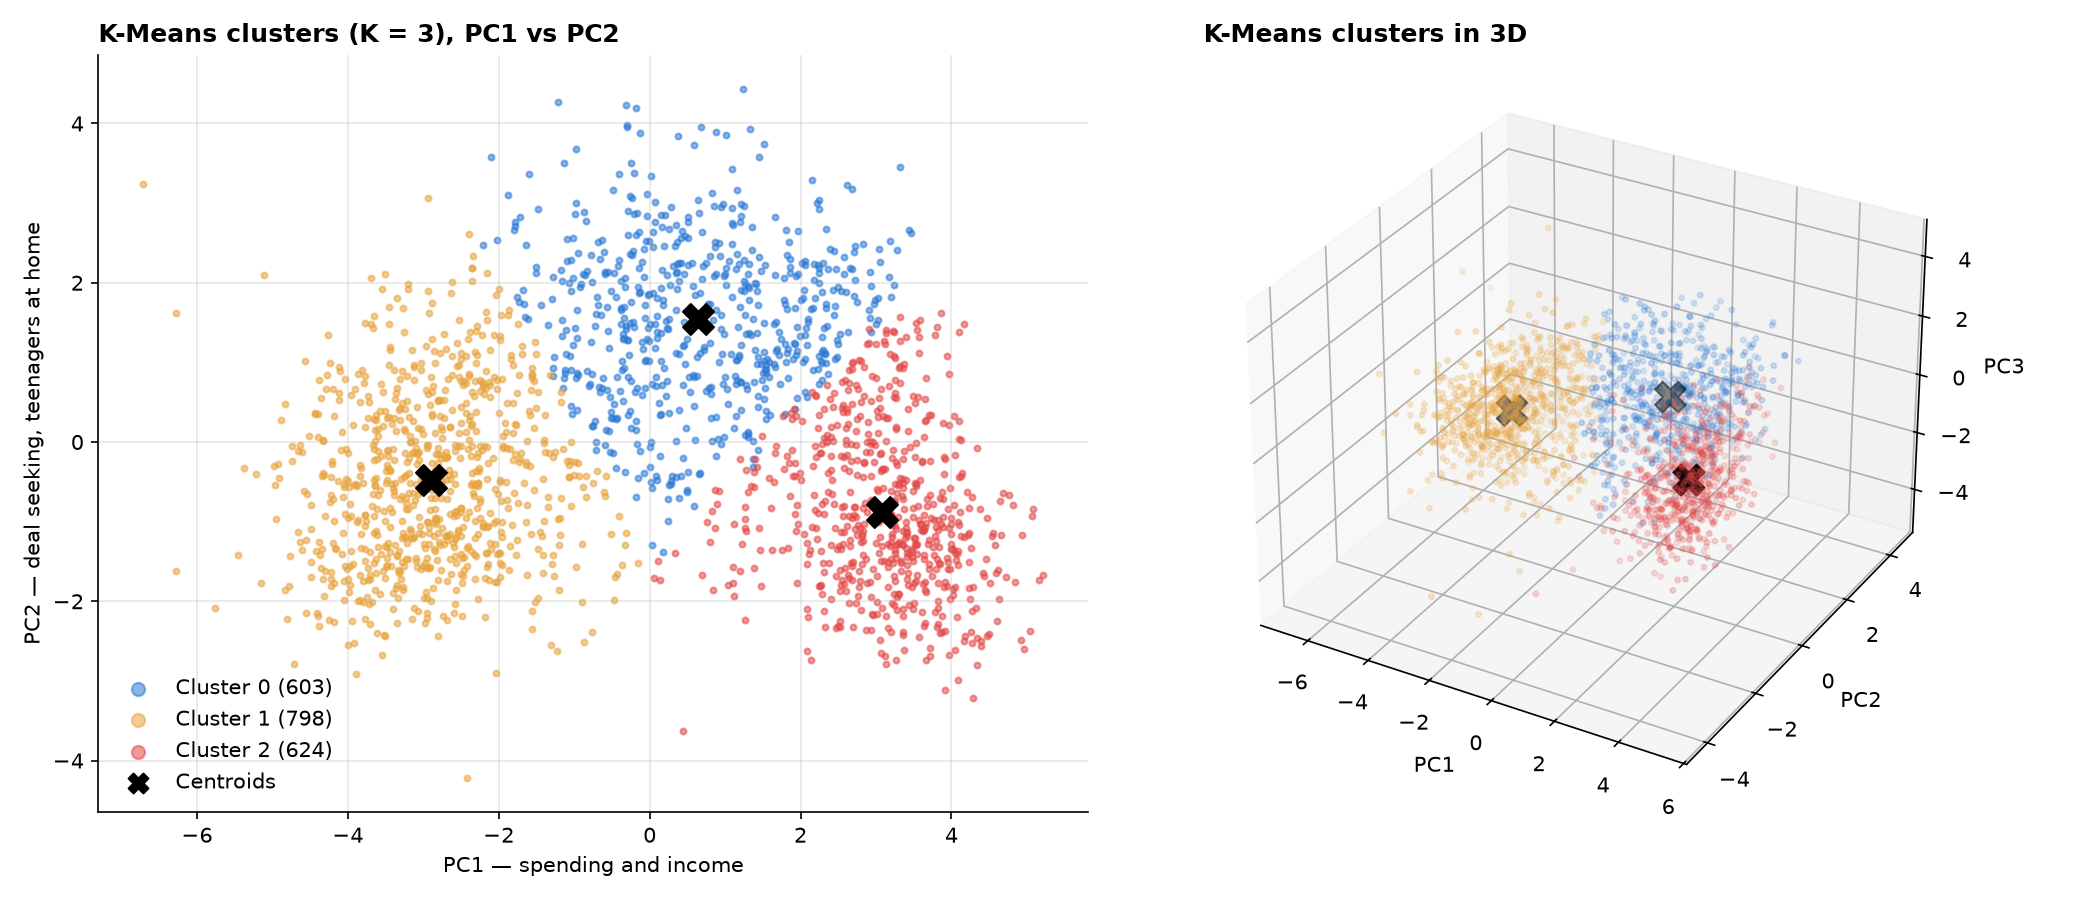 K-Means clusters (K = 3), PC1 vs PC2
4
2
0
−2
−4
PC2 — deal seeking, teenagers at home
Cluster 0 (603)
Cluster 1 (798)
Cluster 2 (624)
Centroids
−6 −4 −2 0 2 4
PC1 — spending and income
K-Means clusters in 3D
4
2
0
−2
−4
PC3
4
2
0
−2
−4
PC2
−6
−4
−2
0
2
4
6
PC1